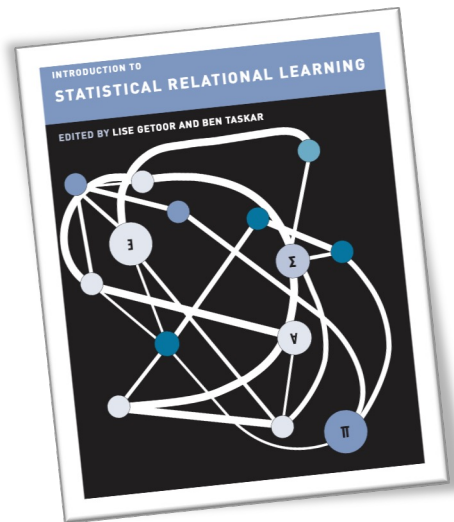 INTRODUCTION TO
STATISTICAL RELATIONAL LEARNING
EDITED BY LISE GETOOR AND BEN TASKAR
∃
Σ
∀
π